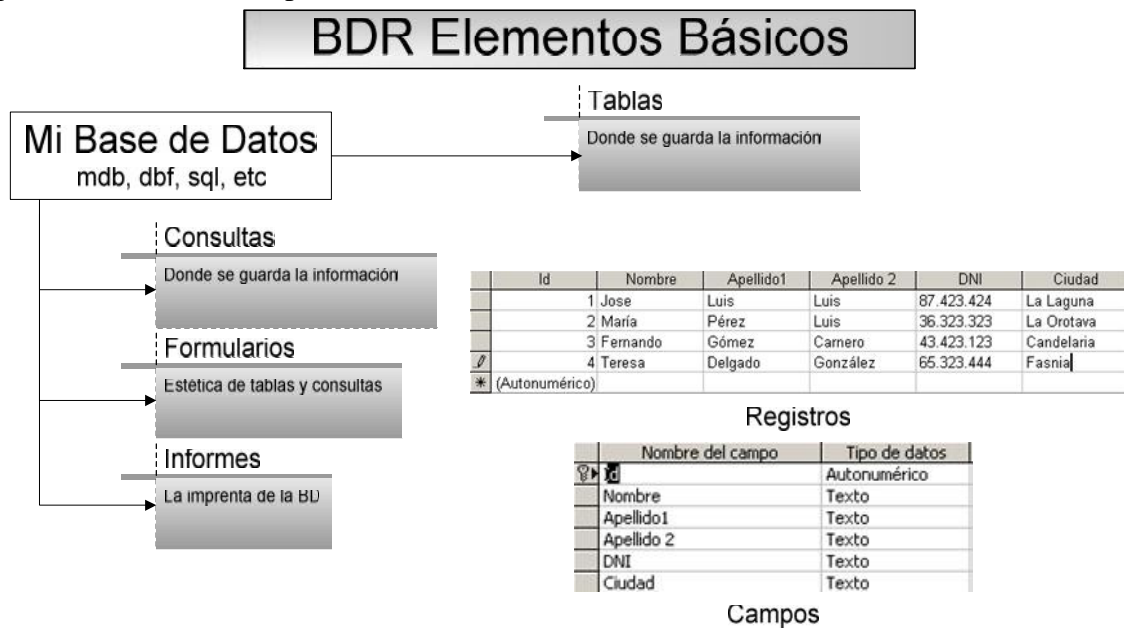 BDR Elementos Básicos
Tablas
Donde se guarda la información
Mi Base de Datos
mdb, dbf, sql, etc
Consultas
Donde se guarda la información
Formularios
Estética de tablas y consultas
Informes
La imprenta de la BD
Id Nombre Apellido1 Apellido 2 DNI Ciudad
1 Jose Luis Luis 87.423.424 La Laguna
2 María Pérez Luis 36.323.323 La Orotava
3 Fernando Gómez Carnero 43.423.123 Candelaria
4 Teresa Delgado González 65.323.444 Fasnia
(Autonumérico)
Registros
Nombre del campo Tipo de datos
Id Autonumérico
Nombre Texto
Apellido1 Texto
Apellido 2 Texto
DNI Texto
Ciudad Texto
Campos